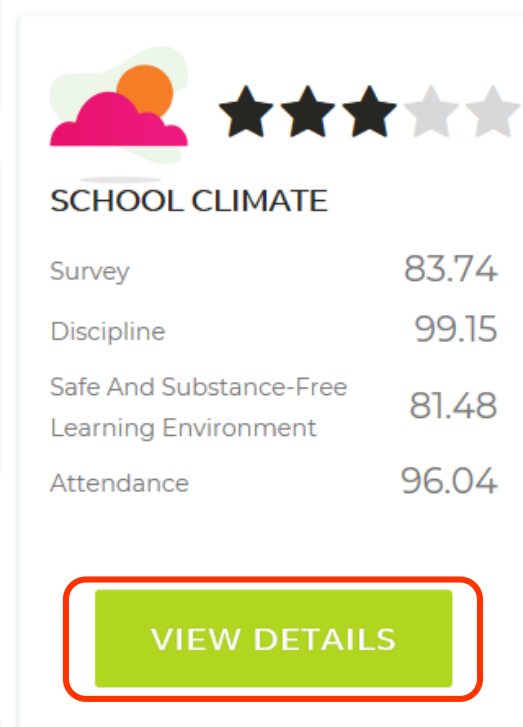 SCHOOL CLIMATE
Survey 83.74
Discipline 99.15
Safe And Substance-Free
Learning Environment 81.48
Attendance 96.04
VIEW DETAILS